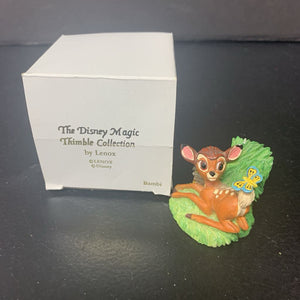 The Disney Magic
Thimble Collection
by Lenox
©LENOX
©Disney
Bambi